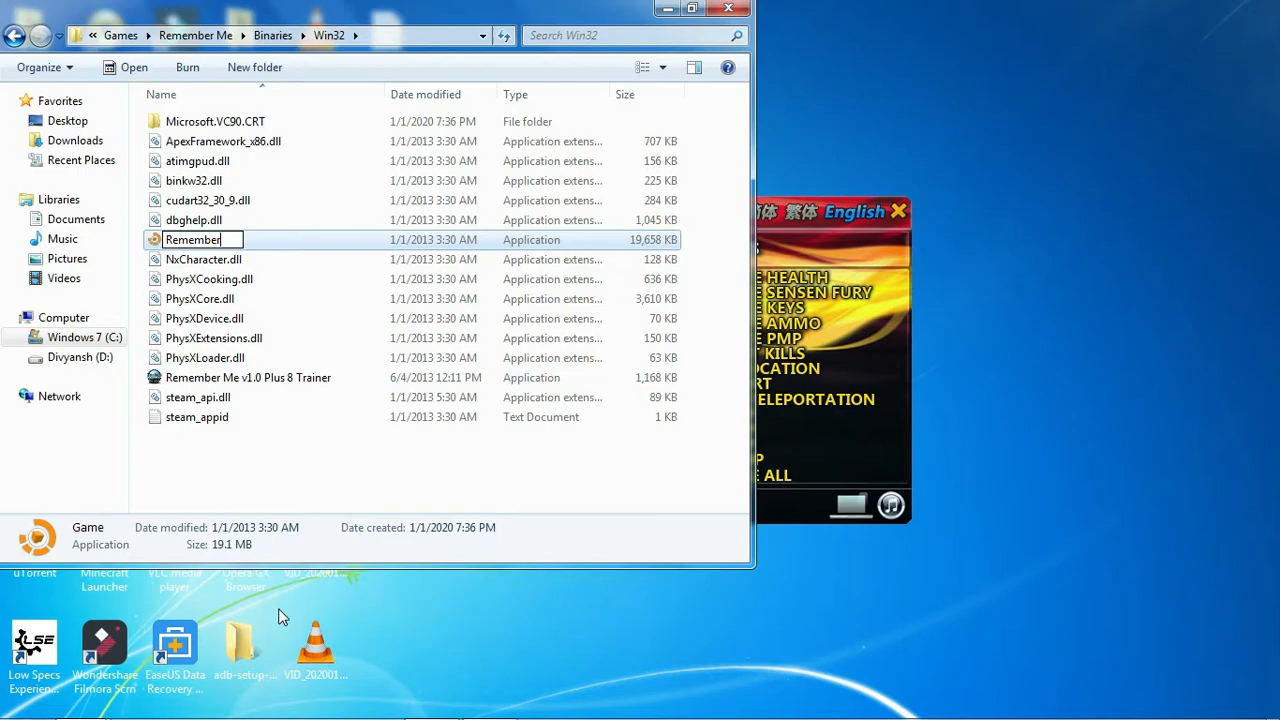 « Games Remember Me Binaries Win32 Search Win32
Organize Open Burn New folder
Name Date modified Type Size
Favorites
Desktop
Downloads
Recent Places
Libraries
Documents
Music
Pictures
Videos
Computer
Windows 7 (C:)
Divyansh (D:)
Network
Microsoft.VC90.CRT 1/1/2020 7:36 PM File folder
ApexFramework_x86.dll 1/1/2013 3:30 AM Application extens... 707 KB
atimgpud.dll 1/1/2013 3:30 AM Application extens... 156 KB
binkw32.dll 1/1/2013 3:30 AM Application extens... 225 KB
cudart32_30_9.dll 1/1/2013 3:30 AM Application extens... 284 KB
dbghelp.dll 1/1/2013 3:30 AM Application extens... 1,045 KB
Remember 1/1/2013 3:30 AM Application 19,658 KB
NxCharacter.dll 1/1/2013 3:30 AM Application extens... 128 KB
PhysXCooking.dll 1/1/2013 3:30 AM Application extens... 636 KB
PhysXCore.dll 1/1/2013 3:30 AM Application extens... 3,610 KB
PhysXDevice.dll 1/1/2013 3:30 AM Application extens... 70 KB
PhysXExtensions.dll 1/1/2013 3:30 AM Application extens... 150 KB
PhysXLoader.dll 1/1/2013 3:30 AM Application extens... 63 KB
Remember Me v1.0 Plus 8 Trainer 6/4/2013 12:11 PM Application 1,168 KB
steam_api.dll 1/1/2013 5:30 AM Application extens... 89 KB
steam_appid 1/1/2013 3:30 AM Text Document 1 KB
Game Date modified: 1/1/2013 3:30 AM Date created: 1/1/2020 7:36 PM
Application Size: 19.1 MB
体 繁体 English
E HEALTH
E SENSEN FURY
E KEYS
E AMMO
E PMP
T KILLS
OCATION
RT
ELEPORTATION
P
E ALL
uTorrent
Minecraft
Launcher
VLC media
player
Opera GX
Browser
VID_202001...
LSE
Low Specs
Experien...
Wondershare
Filmora Scrn
EaseUS Data
Recovery ...
adb-setup-...
VID_202001...